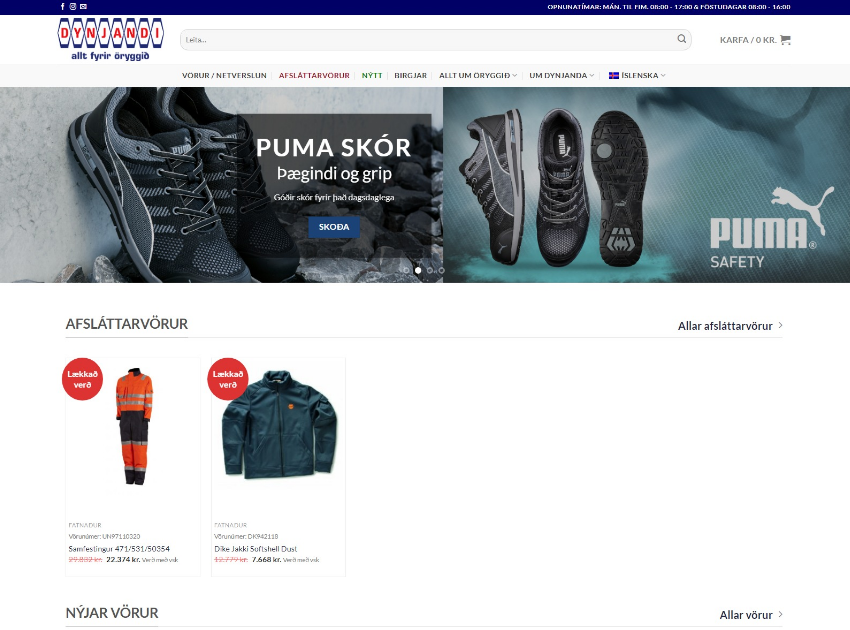 OPNUNATÍMAR: MÁN. TIL FIM. 08:00 - 17:00 & FÖSTUDAGAR 08:00 - 16:00
DYNJANDI
allt fyrir öryggið
Leita...
KARFA / 0 KR.
VÖRUR / NETVERSLUN
AFSLÁTTARVÖRUR
NÝTT
BIRGJAR
ALLT UM ÖRYGGIÐ
UM DYNJANDA
ÍSLENSKA
PUMA SKÓR
Þægindi og grip
Góðir skór fyrir það dagsdaglega
SKOÐA
PUMA®
SAFETY
AFSLÁTTARVÖRUR
Allar afsláttarvörur
Lækkað
verð
FATNAÐUR
Vörunúmer: UN97110320
Samfestingur 471/531/50354
29.832 kr. 22.374 kr. Verð með vsk
Lækkað
verð
FATNAÐUR
Vörunúmer: DK942118
Dike Jakki Softshell Dust
12.779 kr. 7.668 kr. Verð með vsk
NÝJAR VÖRUR
Allar vörur